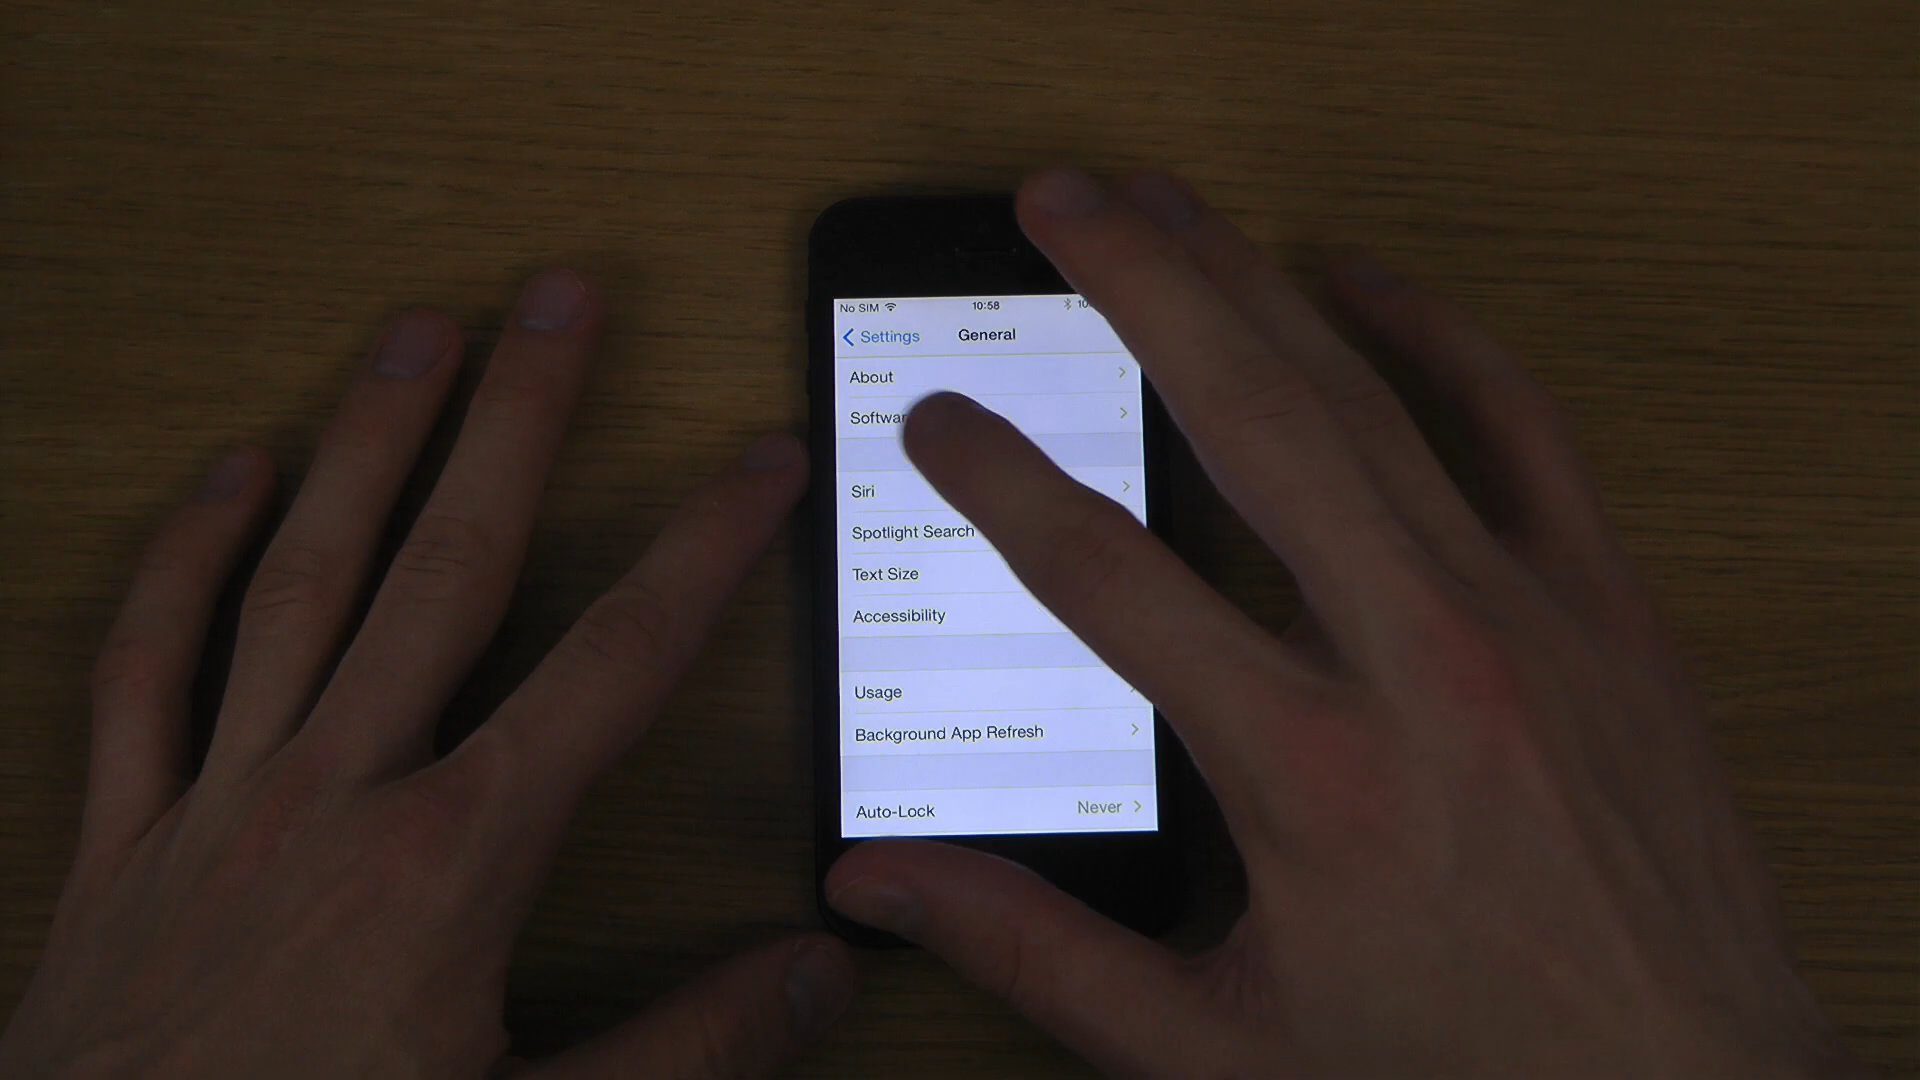 No SIM 10:58
Settings General
About
Siri
Spotlight Search
Text Size
Accessibility
Usage
Background App Refresh
Auto-Lock Never